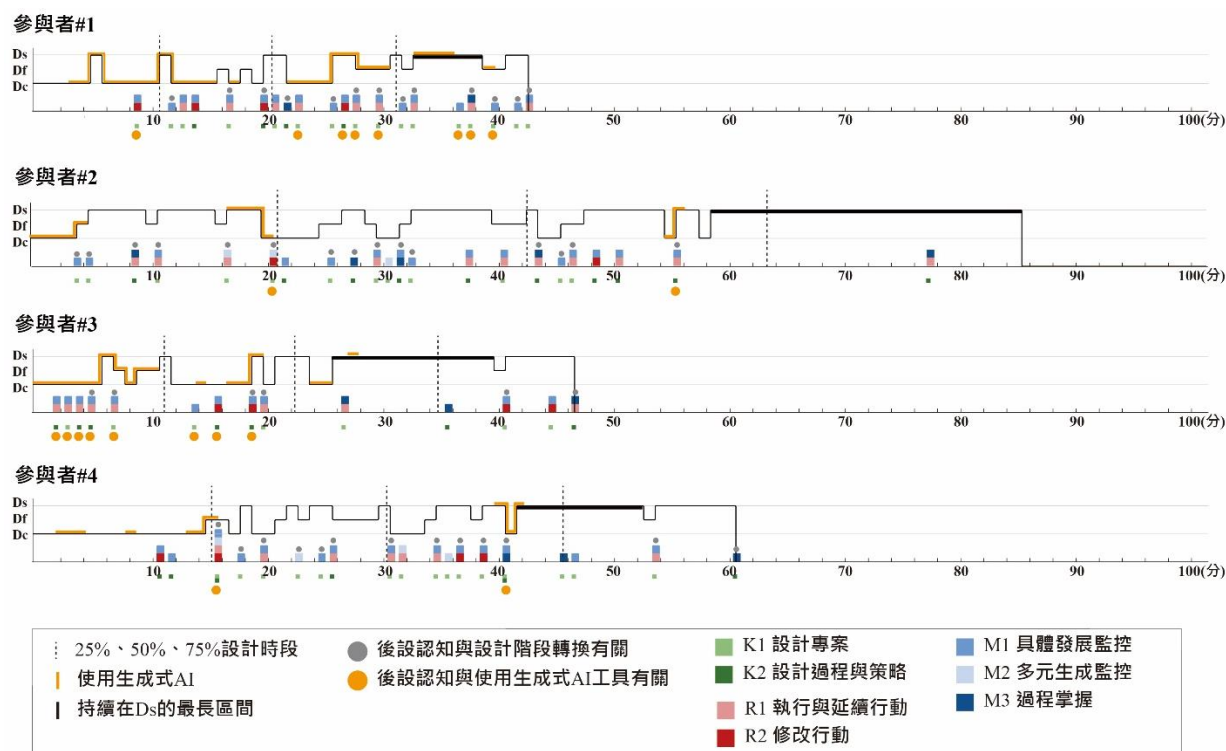 參與者#1
Ds
Df
Dc
10 20 30 40 50 60 70 80 90 100(分)
參與者#2
Ds
Df
Dc
10 20 30 40 50 60 70 80 90 100(分)
參與者#3
Ds
Df
Dc
10 20 30 40 50 60 70 80 90 100(分)
參與者#4
Ds
Df
Dc
10 20 30 40 50 60 70 80 90 100(分)
25%、50%、75%設計時段
使用生成式AI
持續在Ds的最長區間
後設認知與設計階段轉換有關
後設認知與使用生成式AI工具有關
K1 設計專案
K2 設計過程與策略
R1 執行與延續行動
R2 修改行動
M1 具體發展監控
M2 多元生成監控
M3 過程掌握